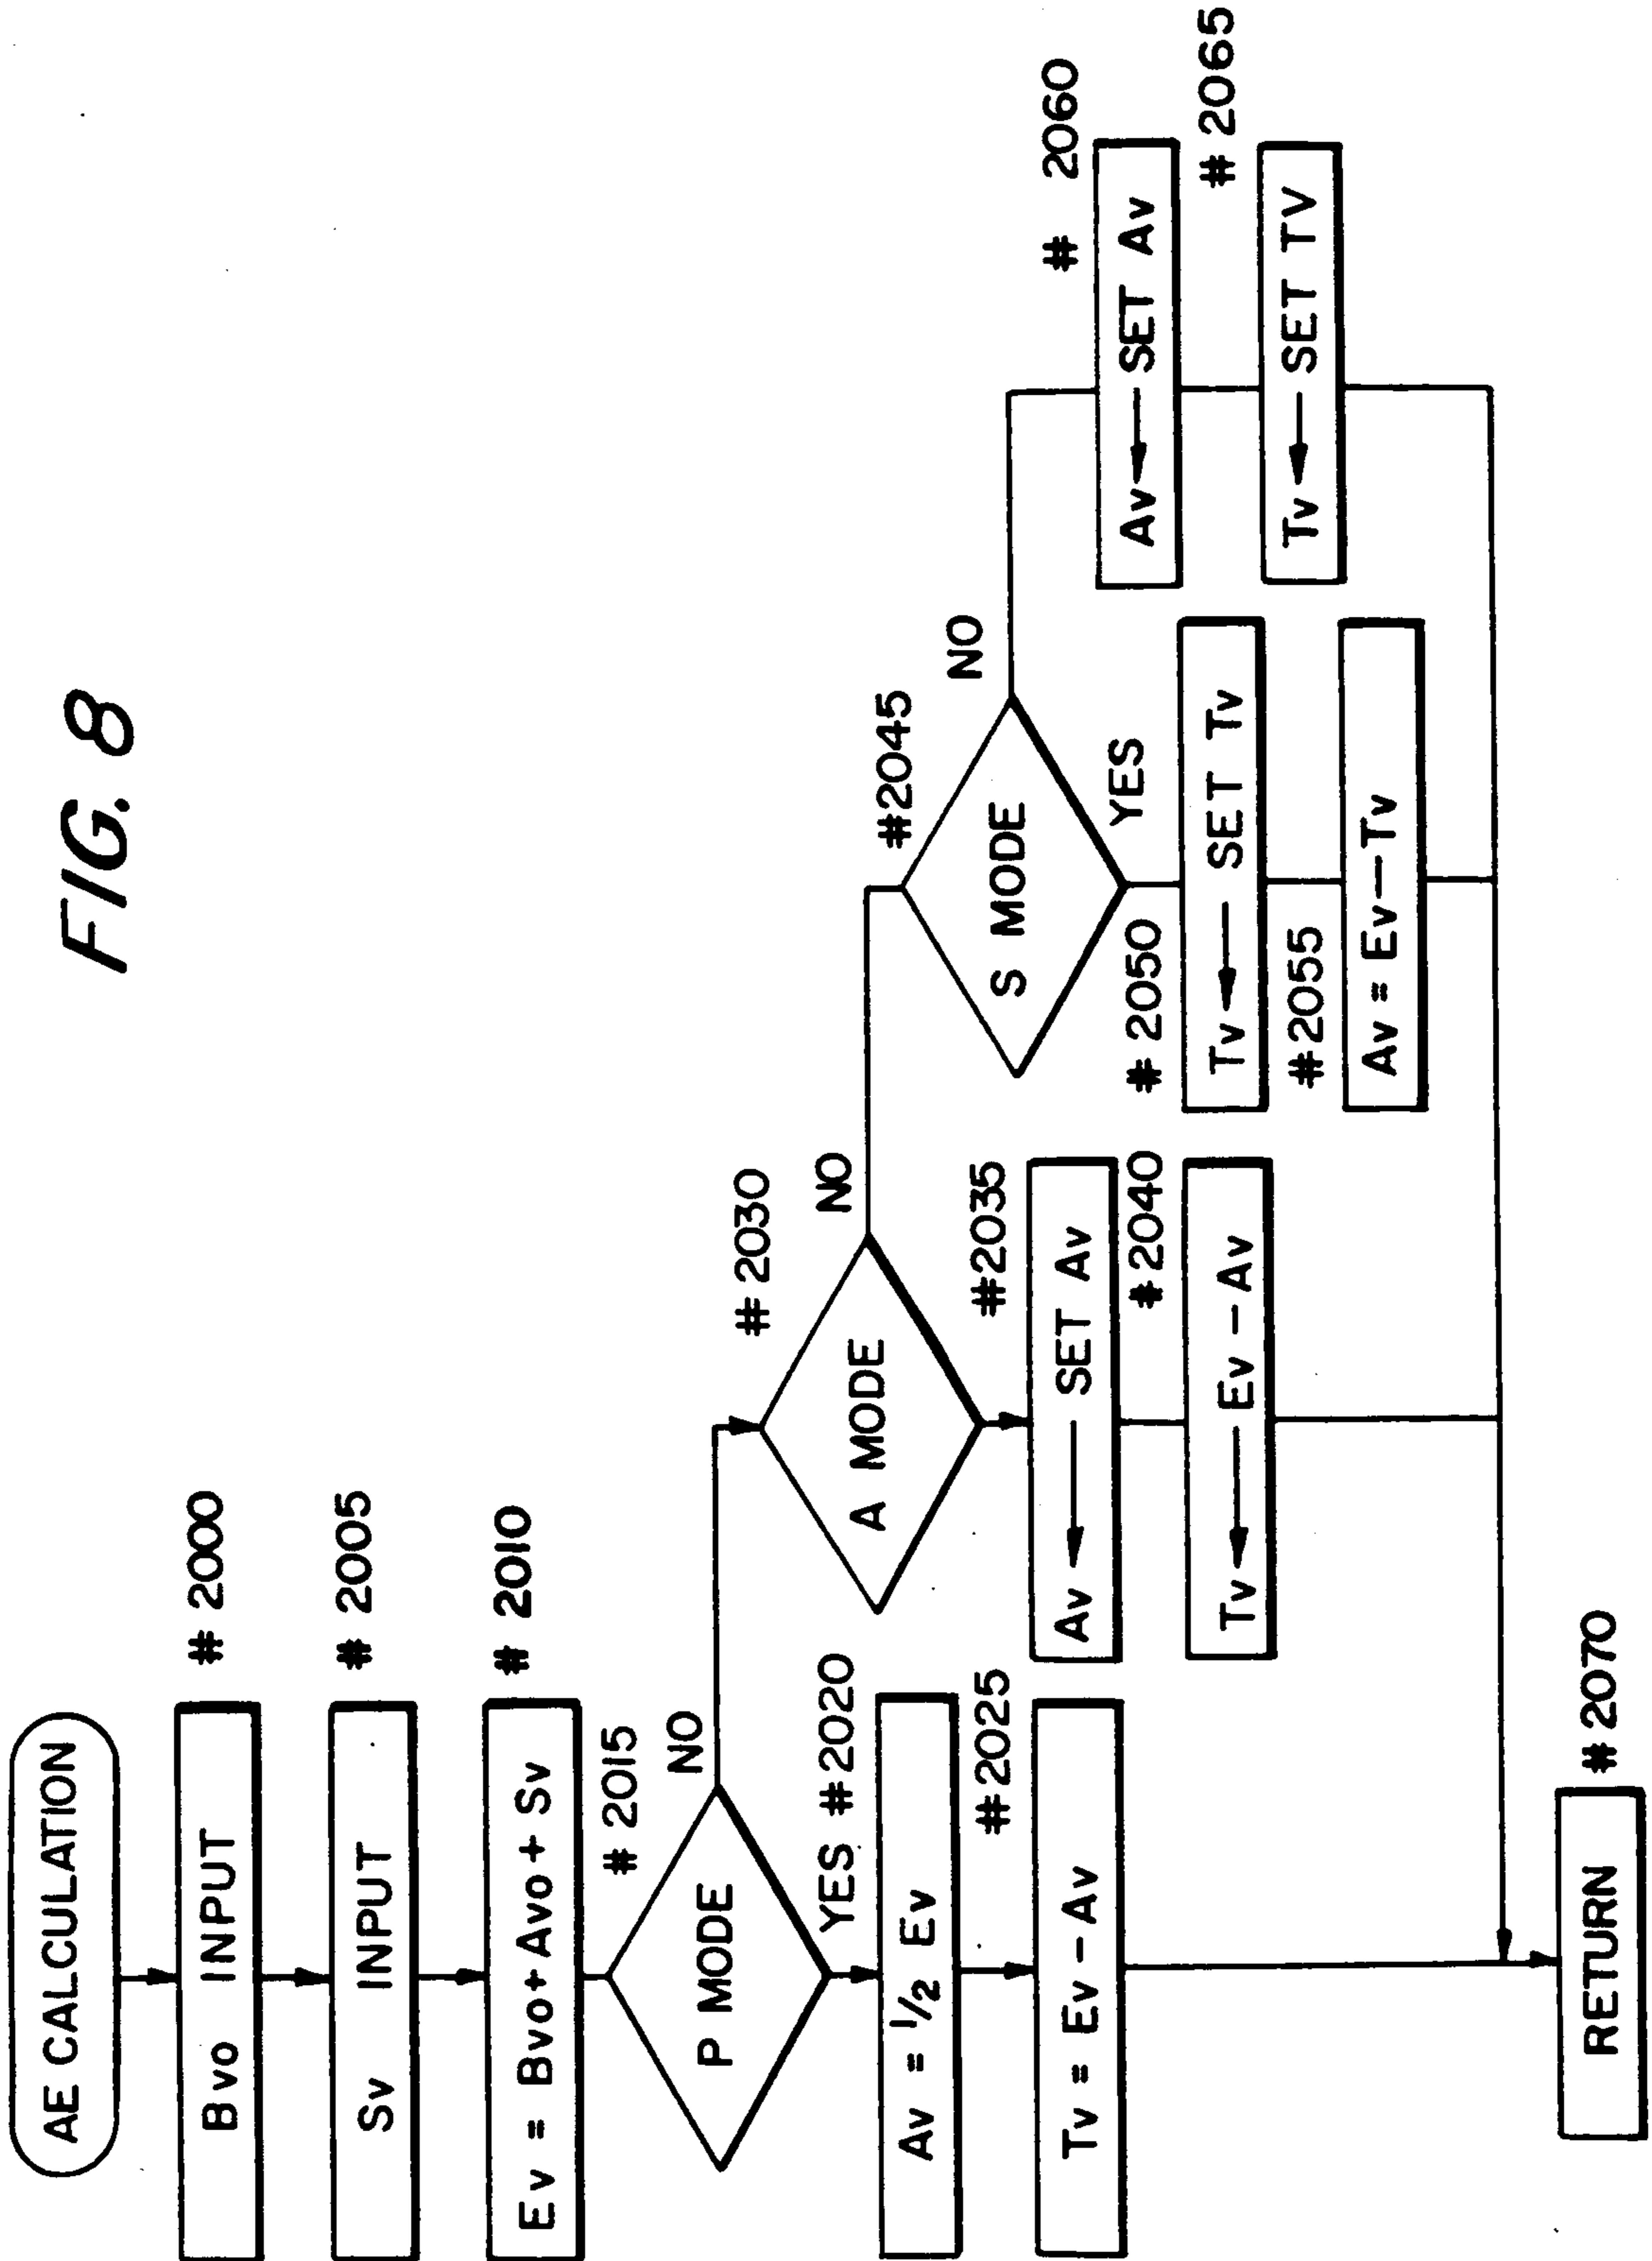 FIG. 8
AE CALCULATION
Bvo INPUT
# 2000
Sv INPUT
# 2005
Ev = Bvo + Avo + Sv
# 2010
# 2015
P MODE
NO
YES #2020
Av = 1/2 Ev
#2025
Tv = Ev - Av
#2030
A MODE
NO
#2035
Av ← SET Av
#2040
Tv ← Ev - Av
#2045
S MODE
NO
YES
#2050
Tv ← SET Tv
#2055
Av = Ev - Tv
# 2060
Av ← SET Av
# 2065
Tv ← SET TV
RETURN
# 2070